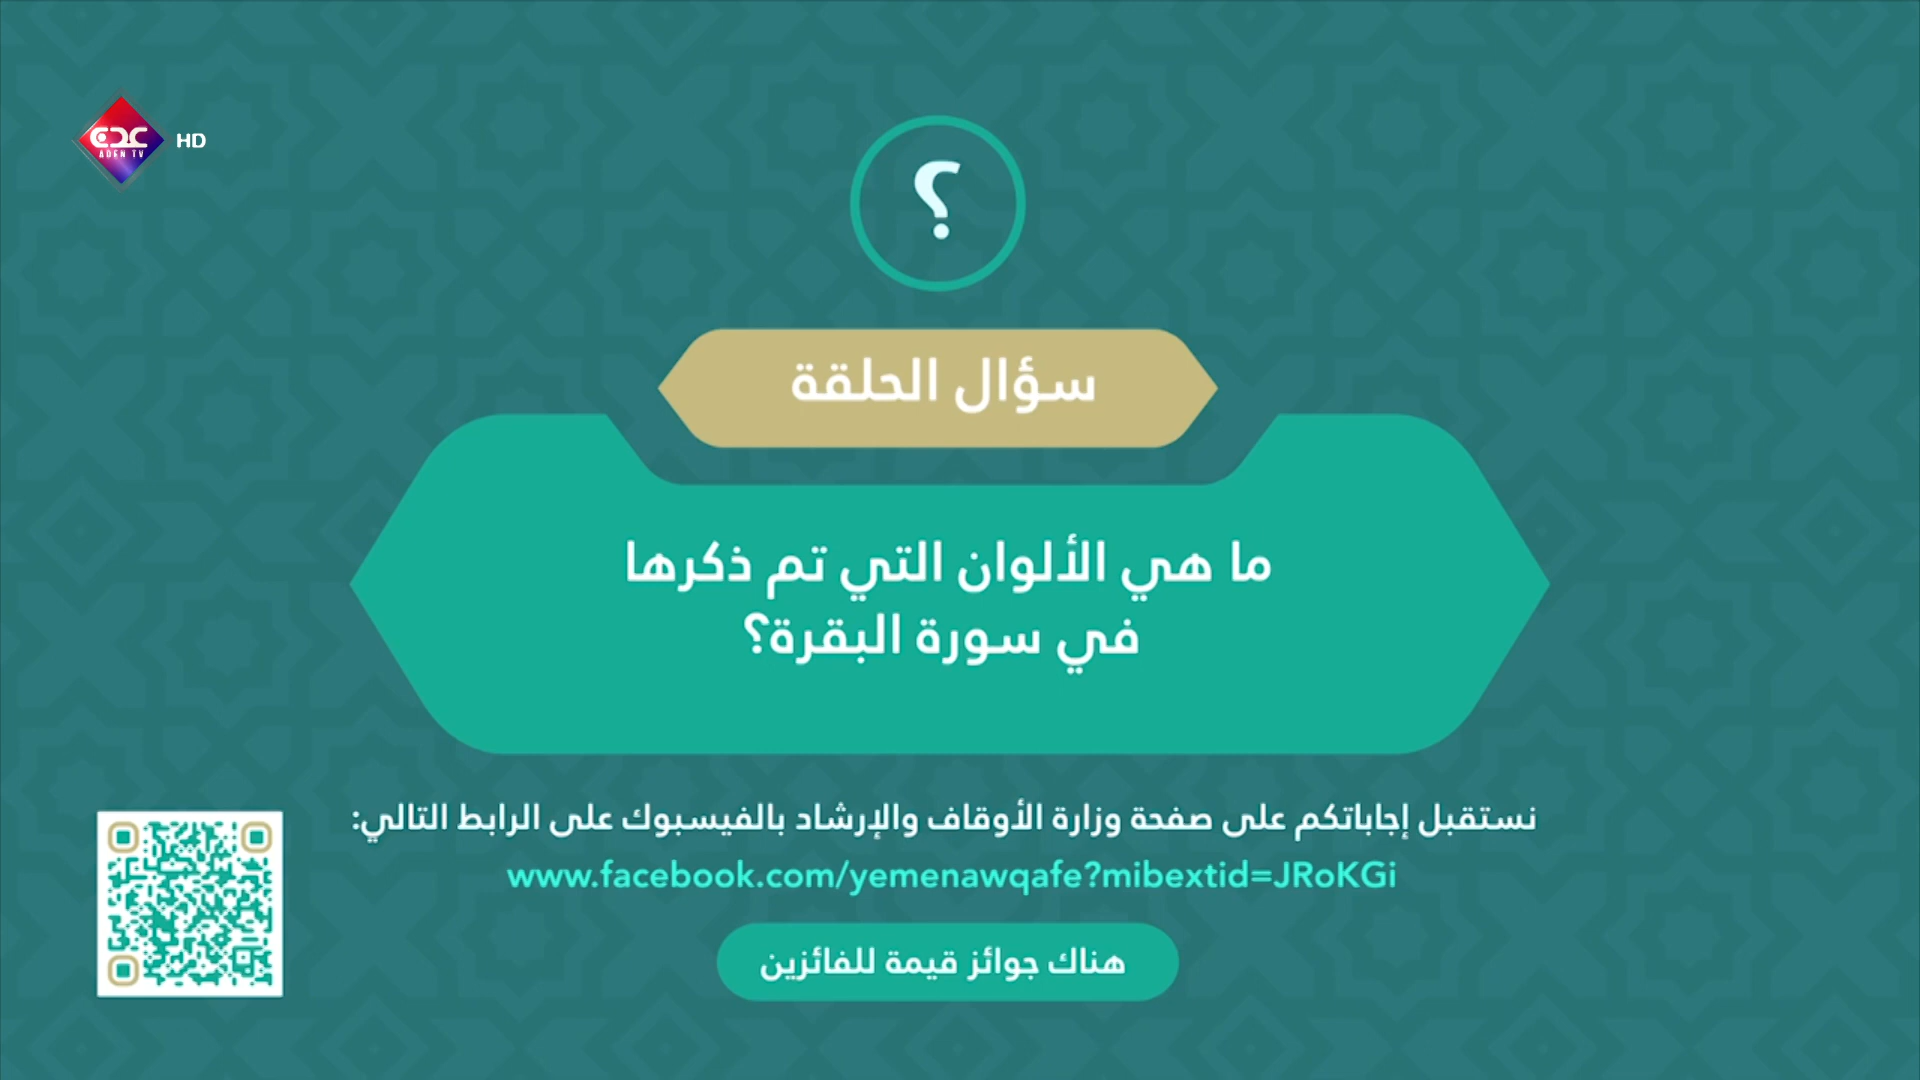 عدن
ADEN TV
HD
؟
سؤال الحلقة
ما هي الألوان التي تم ذكرها
في سورة البقرة؟
نستقبل إجاباتكم على صفحة وزارة الأوقاف والإرشاد بالفيسبوك على الرابط التالي:
www.facebook.com/yemenawqafe?mibextid=JRoKGi
هناك جوائز قيمة للفائزين